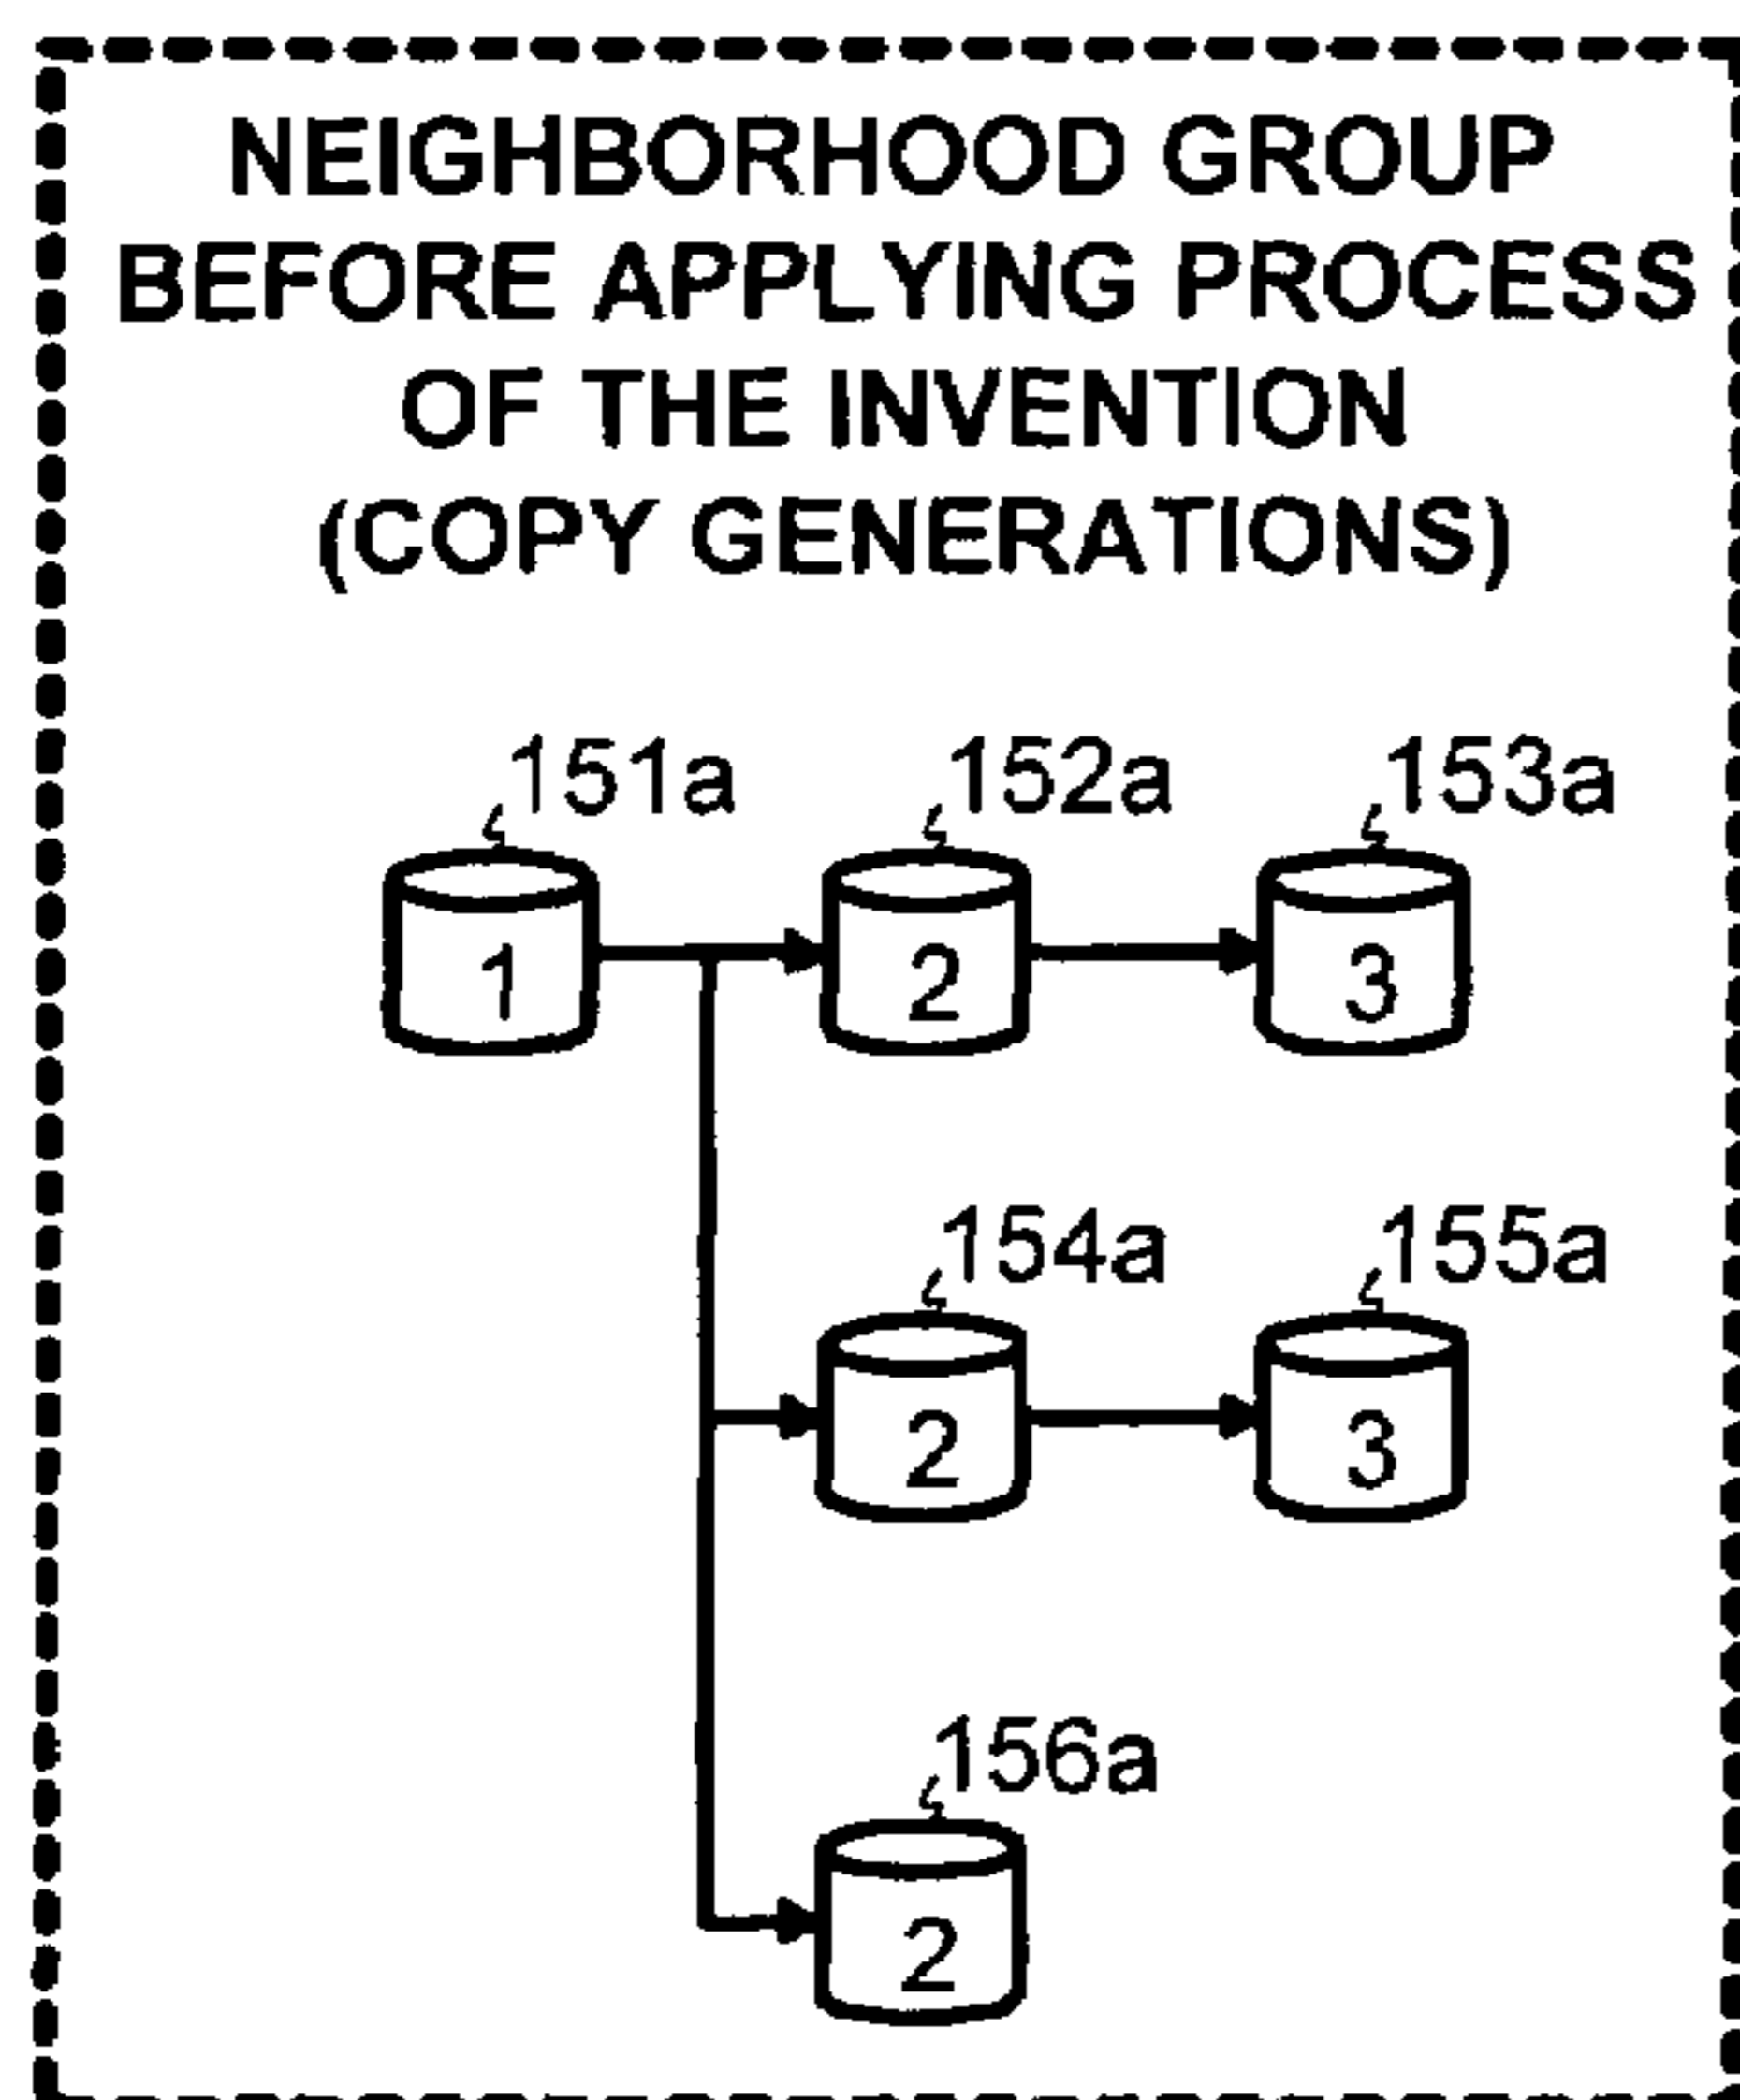 NEIGHBORHOOD GROUP
BEFORE APPLYING PROCESS
OF THE INVENTION
(COPY GENERATIONS)
151a 152a 153a
1 2 3
154a 155a
2 3
156a
2